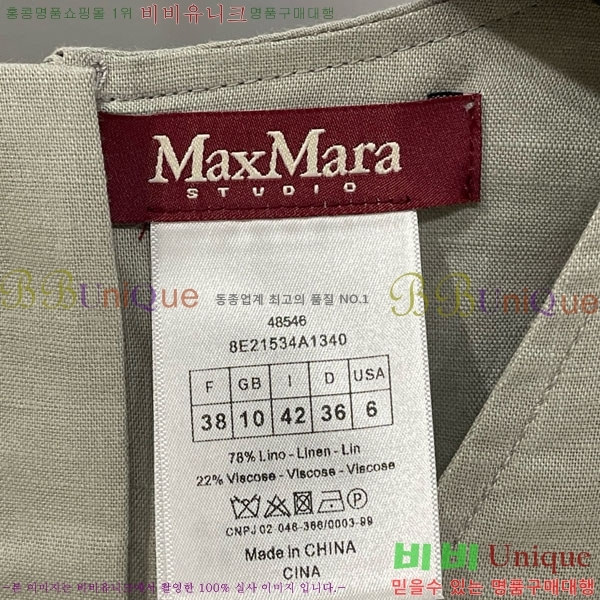 홍콩명품쇼핑몰 1위 비비유니크 명품구매대행
MaxMara
STUDIO
BiBUniQue BiBUniQue
동종업계 최고의 품질 NO.1
48546
8E21534A1340
F GB I D USA
38 10 42 36 6
78% Lino - Linen - Lin
22% Viscose - Viscose - Viscose
CNPJ 02 046-366/0003-99
Made in CHINA
CINA
비비 Unique
-본 이미지는 비비유니크에서 촬영한 100% 실사 이미지 입니다.-
믿을수 있는 명품구매대행